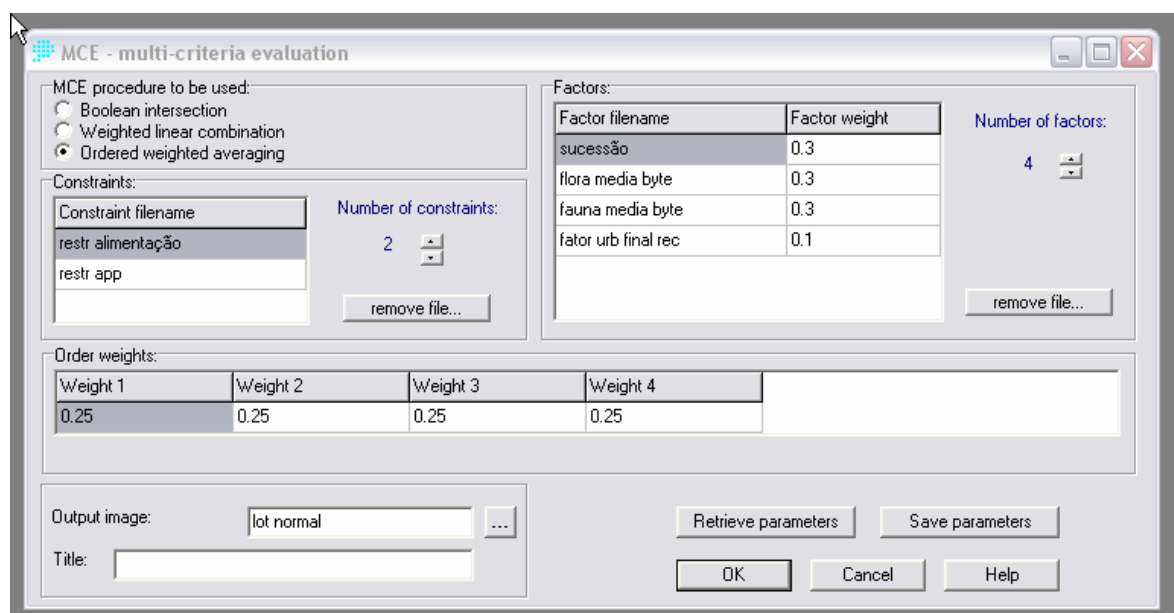 MCE - multi-criteria evaluation
MCE procedure to be used:
Boolean intersection
Weighted linear combination
Ordered weighted averaging
Constraints:
Constraint filename
restr alimentação
restr app
Number of constraints:
2
remove file...
Factors:
Factor filename Factor weight
sucessão 0.3
flora media byte 0.3
fauna media byte 0.3
fator urb final rec 0.1
Number of factors:
4
remove file...
Order weights:
Weight 1 Weight 2 Weight 3 Weight 4
0.25 0.25 0.25 0.25
Output image: lot normal ...
Title:
Retrieve parameters Save parameters
OK Cancel Help